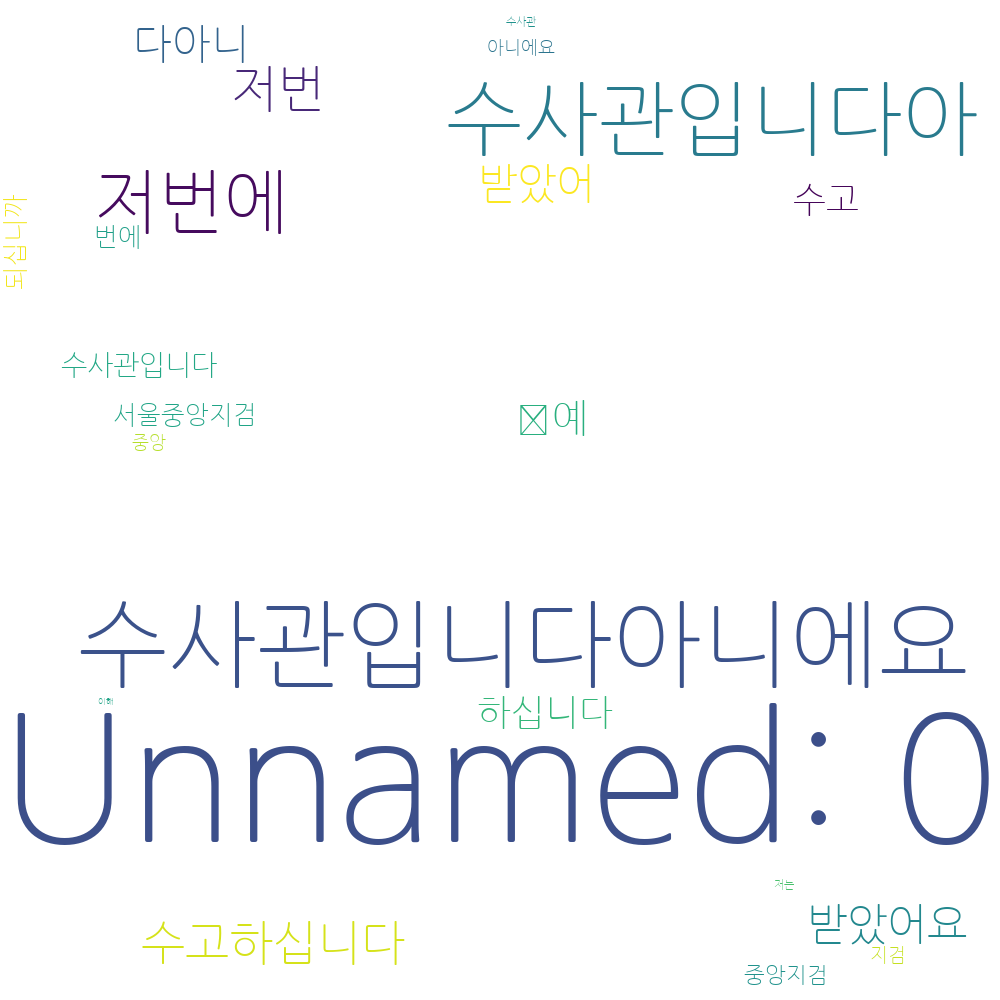 수사관
다아니
아니에요
저번
수사관입니다아
받았어
저번에
수고
번에
되십니까
수사관입니다
서울중앙지검
예
중앙
수사관입니다아니에요
이해
하십니다
Unnamed: 0
저는
받았어요
수고하십니다
지검
중앙지검